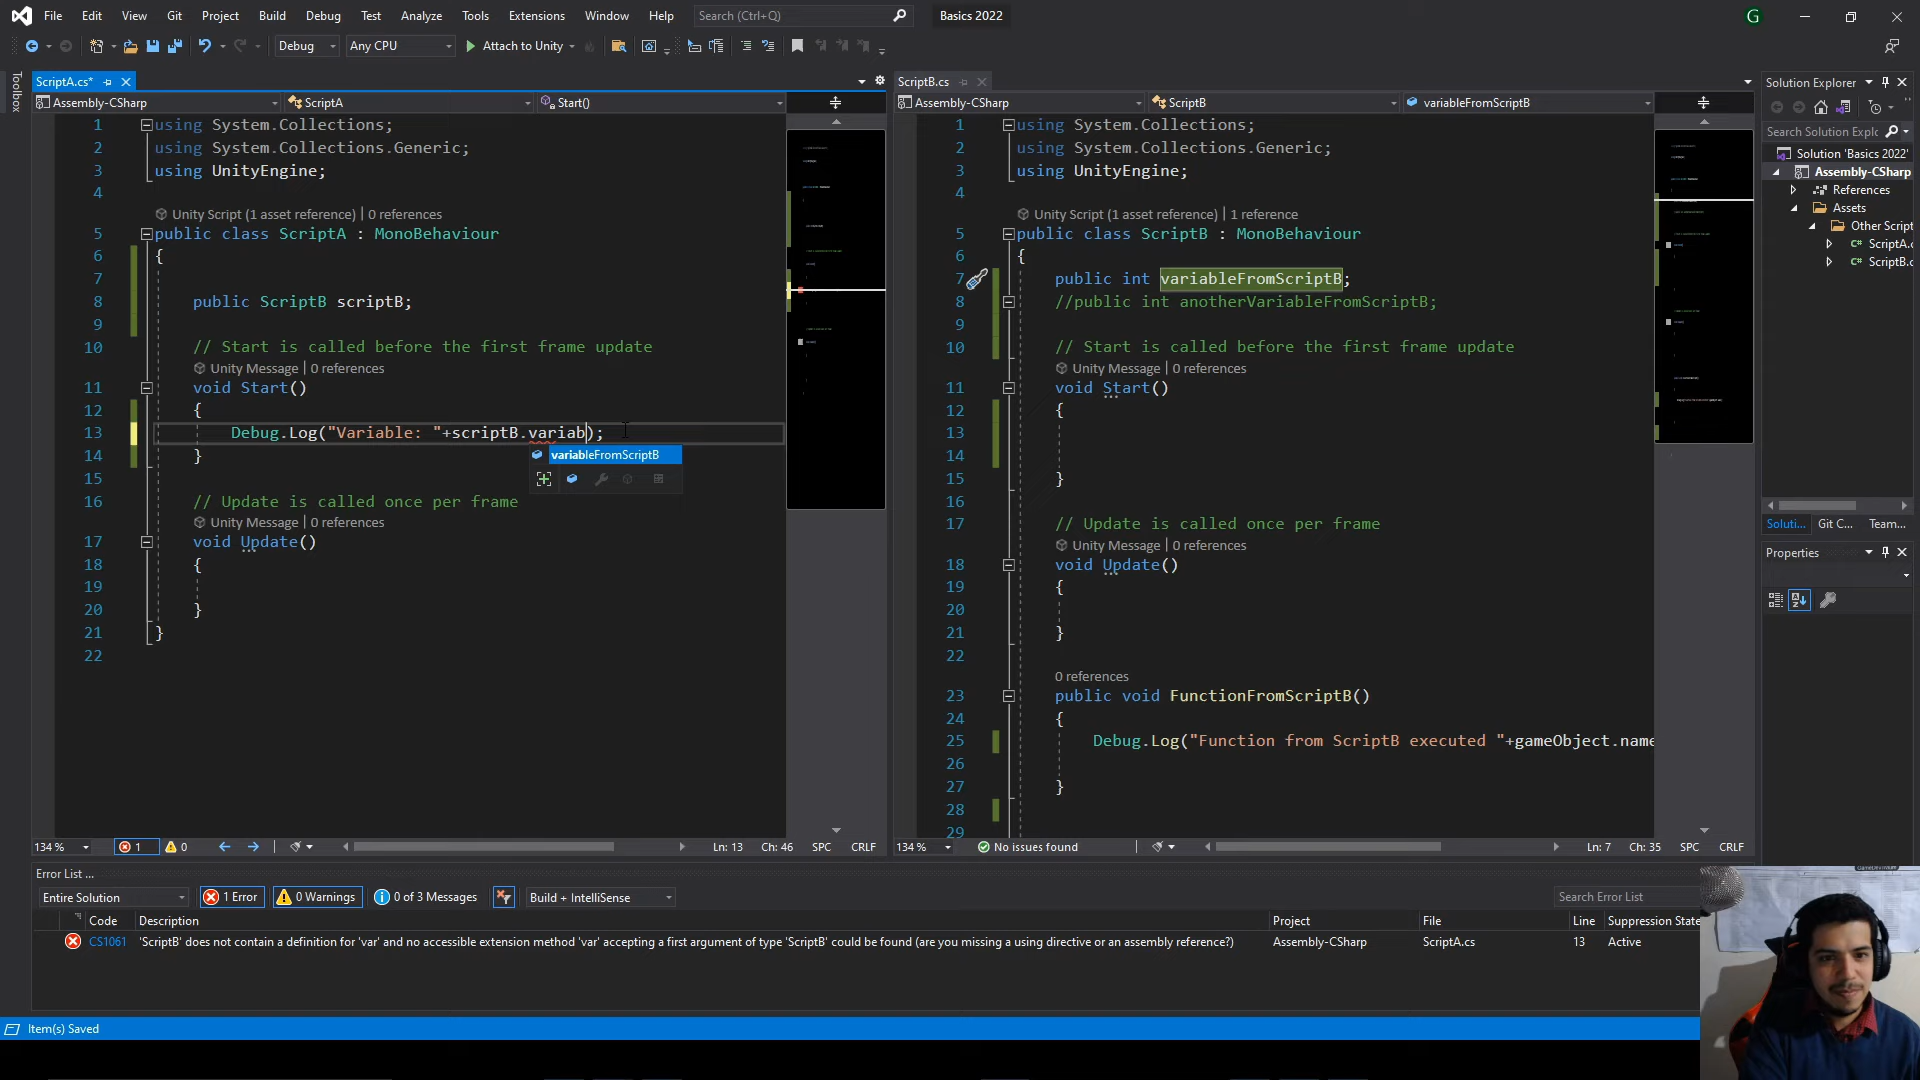 File Edit View Git Project Build Debug Test Analyze Tools Extensions Window Help Search (Ctrl+Q) Basics 2022 G
Debug Any CPU Attach to Unity
Toolbox
ScriptA.cs*
Assembly-CSharp ScriptA Start()
1 using System.Collections;
2 using System.Collections.Generic;
3 using UnityEngine;
4
Unity Script (1 asset reference) | 0 references
5 public class ScriptA : MonoBehaviour
6 {
7
8 public ScriptB scriptB;
9
10 // Start is called before the first frame update
Unity Message | 0 references
11 void Start()
12 {
13 Debug.Log("Variable: "+scriptB.variab);
variableFromScriptB
14 }
15
16 // Update is called once per frame
Unity Message | 0 references
17 void Update()
18 {
19
20 }
21 }
22
134 % 1 0 Ln: 13 Ch: 46 SPC CRLF
ScriptB.cs
Assembly-CSharp ScriptB variableFromScriptB
1 using System.Collections;
2 using System.Collections.Generic;
3 using UnityEngine;
4
Unity Script (1 asset reference) | 1 reference
5 public class ScriptB : MonoBehaviour
6 {
7 public int variableFromScriptB;
8 //public int anotherVariableFromScriptB;
9
10 // Start is called before the first frame update
Unity Message | 0 references
11 void Start()
12 {
13
14
15 }
16
17 // Update is called once per frame
Unity Message | 0 references
18 void Update()
19 {
20
21 }
22
0 references
23 public void FunctionFromScriptB()
24 {
25 Debug.Log("Function from ScriptB executed "+gameObject.name
26
27 }
28
29
134 % No issues found Ln: 7 Ch: 35 SPC CRLF
Solution Explorer
Search Solution Explc
Solution 'Basics 2022'
Assembly-CSharp
References
Assets
Other Script
ScriptA.c
ScriptB.c
Soluti... Git C... Team...
Properties
Error List ...
Entire Solution 1 Error 0 Warnings 0 of 3 Messages Build + IntelliSense Search Error List
Code Description Project File Line Suppression State
CS1061 'ScriptB' does not contain a definition for 'var' and no accessible extension method 'var' accepting a first argument of type 'ScriptB' could be found (are you missing a using directive or an assembly reference?) Assembly-CSharp ScriptA.cs 13 Active
Item(s) Saved